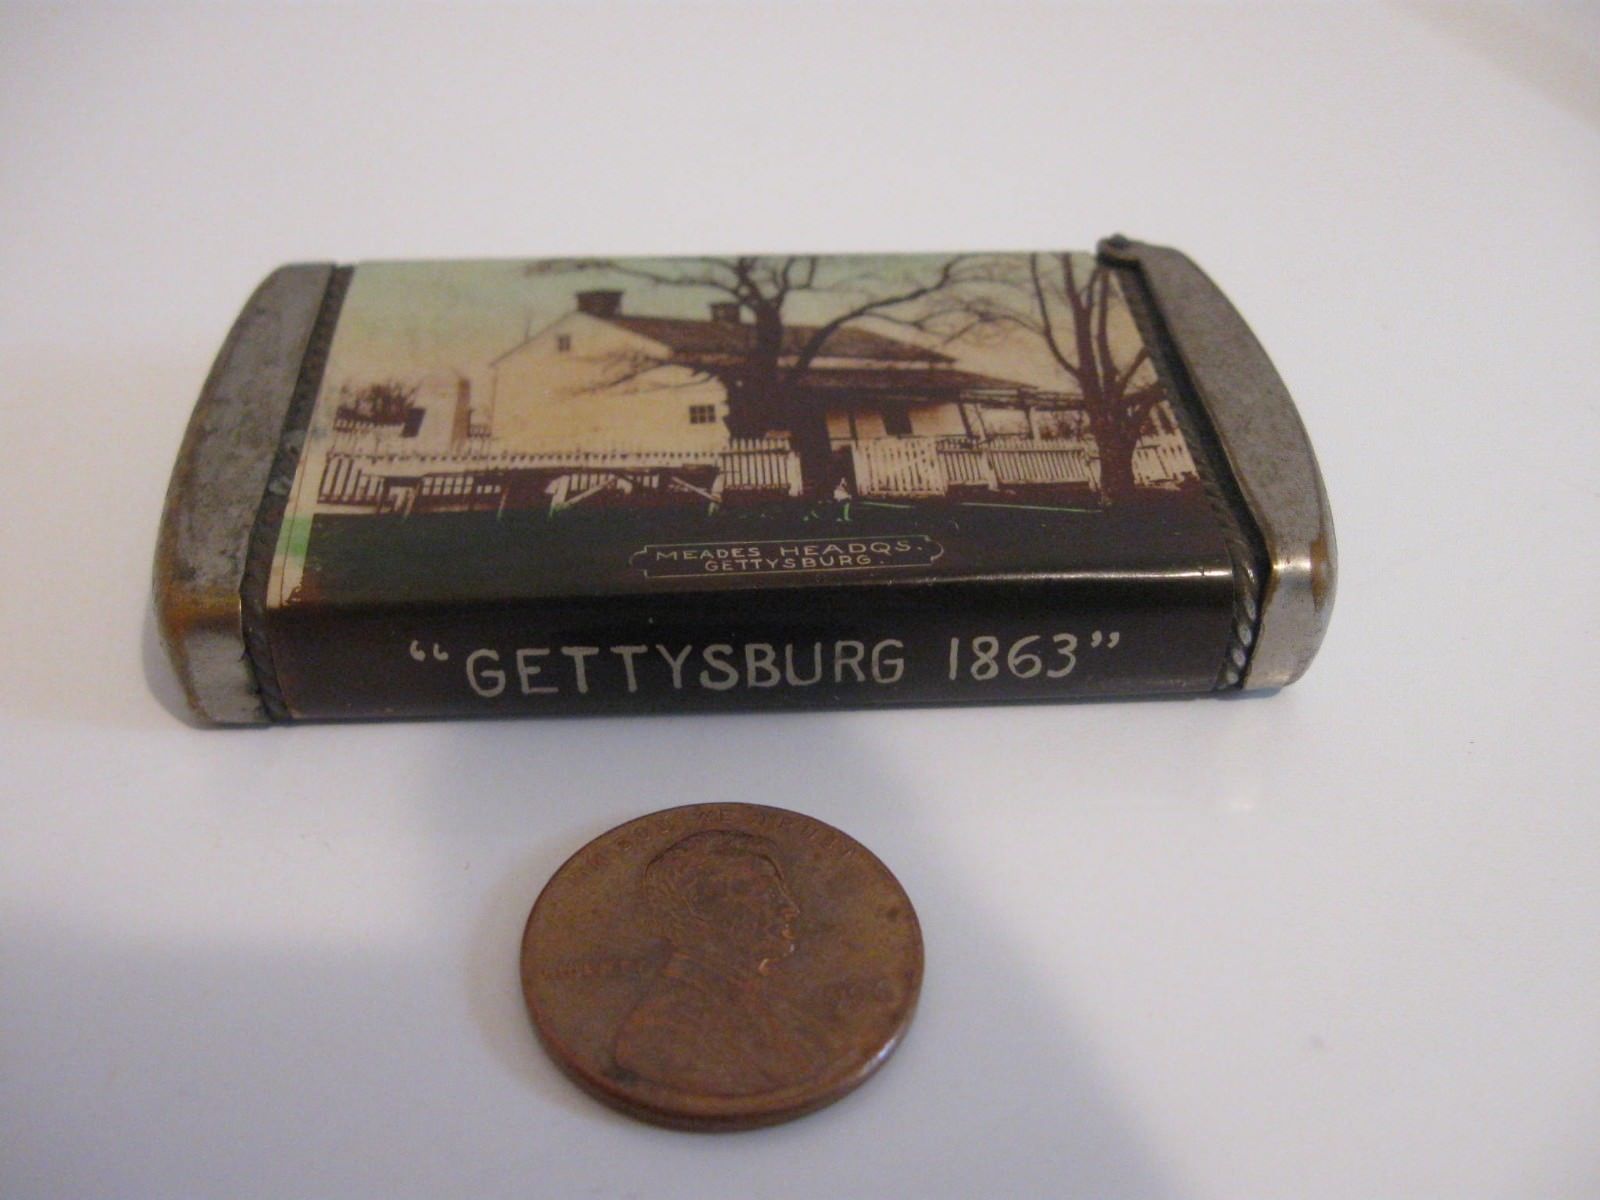 MEADES HEADQS.
GETTYSBURG.
“GETTYSBURG 1863”